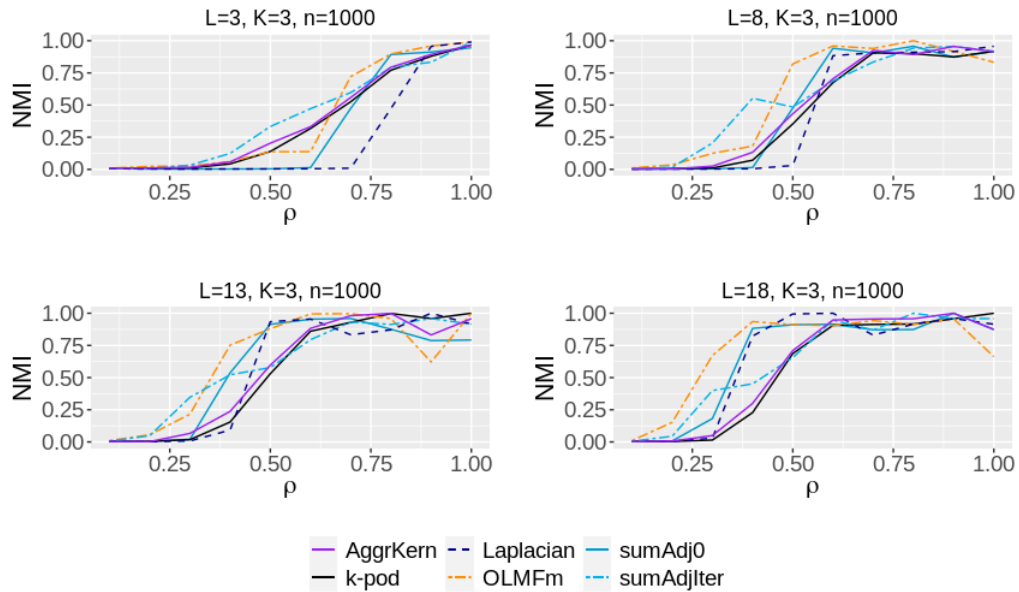 L=3, K=3, n=1000
L=8, K=3, n=1000
NMI
1.00
0.75
0.50
0.25
0.00
0.25 0.50 0.75 1.00
ρ
NMI
1.00
0.75
0.50
0.25
0.00
0.25 0.50 0.75 1.00
ρ
L=13, K=3, n=1000
L=18, K=3, n=1000
NMI
1.00
0.75
0.50
0.25
0.00
0.25 0.50 0.75 1.00
ρ
NMI
1.00
0.75
0.50
0.25
0.00
0.25 0.50 0.75 1.00
ρ
AggrKern Laplacian sumAdj0
k-pod OLMFm sumAdjIter